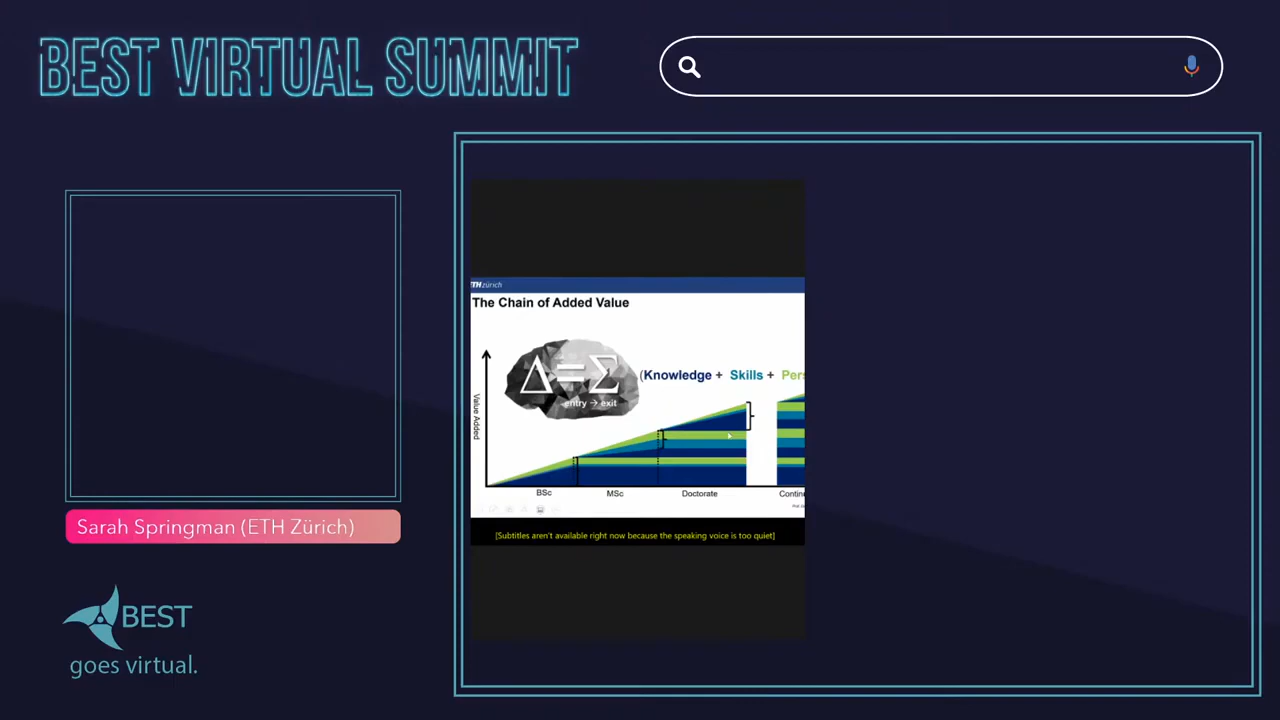 BEST VIRTUAL SUMMIT
ETH zürich
The Chain of Added Value
Δ=Σ
entry → exit
(Knowledge + Skills + Pers
Value Added
BSc
MSc
Doctorate
Contin
[Subtitles aren't available right now because the speaking voice is too quiet]
Sarah Springman (ETH Zürich)
BEST
goes virtual.